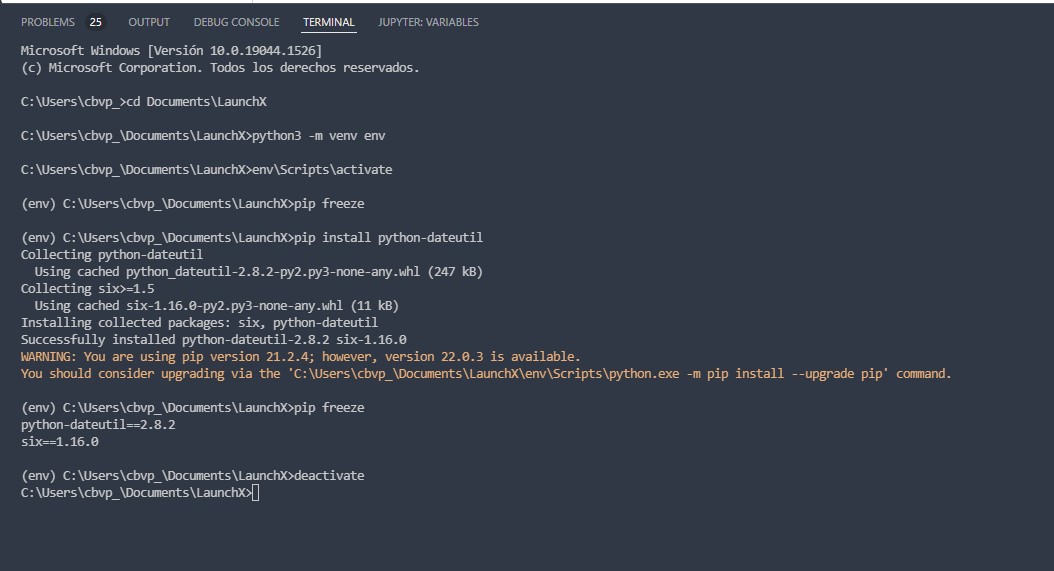 PROBLEMS 25 OUTPUT DEBUG CONSOLE TERMINAL JUPYTER: VARIABLES
Microsoft Windows [Versión 10.0.19044.1526]
(c) Microsoft Corporation. Todos los derechos reservados.
C:\Users\cbvp_>cd Documents\LaunchX
C:\Users\cbvp_\Documents\LaunchX>python3 -m venv env
C:\Users\cbvp_\Documents\LaunchX>env\Scripts\activate
(env) C:\Users\cbvp_\Documents\LaunchX>pip freeze
(env) C:\Users\cbvp_\Documents\LaunchX>pip install python-dateutil
Collecting python-dateutil
  Using cached python_dateutil-2.8.2-py2.py3-none-any.whl (247 kB)
Collecting six>=1.5
  Using cached six-1.16.0-py2.py3-none-any.whl (11 kB)
Installing collected packages: six, python-dateutil
Successfully installed python-dateutil-2.8.2 six-1.16.0
WARNING: You are using pip version 21.2.4; however, version 22.0.3 is available.
You should consider upgrading via the 'C:\Users\cbvp_\Documents\LaunchX\env\Scripts\python.exe -m pip install --upgrade pip' command.
(env) C:\Users\cbvp_\Documents\LaunchX>pip freeze
python-dateutil==2.8.2
six==1.16.0
(env) C:\Users\cbvp_\Documents\LaunchX>deactivate
C:\Users\cbvp_\Documents\LaunchX>